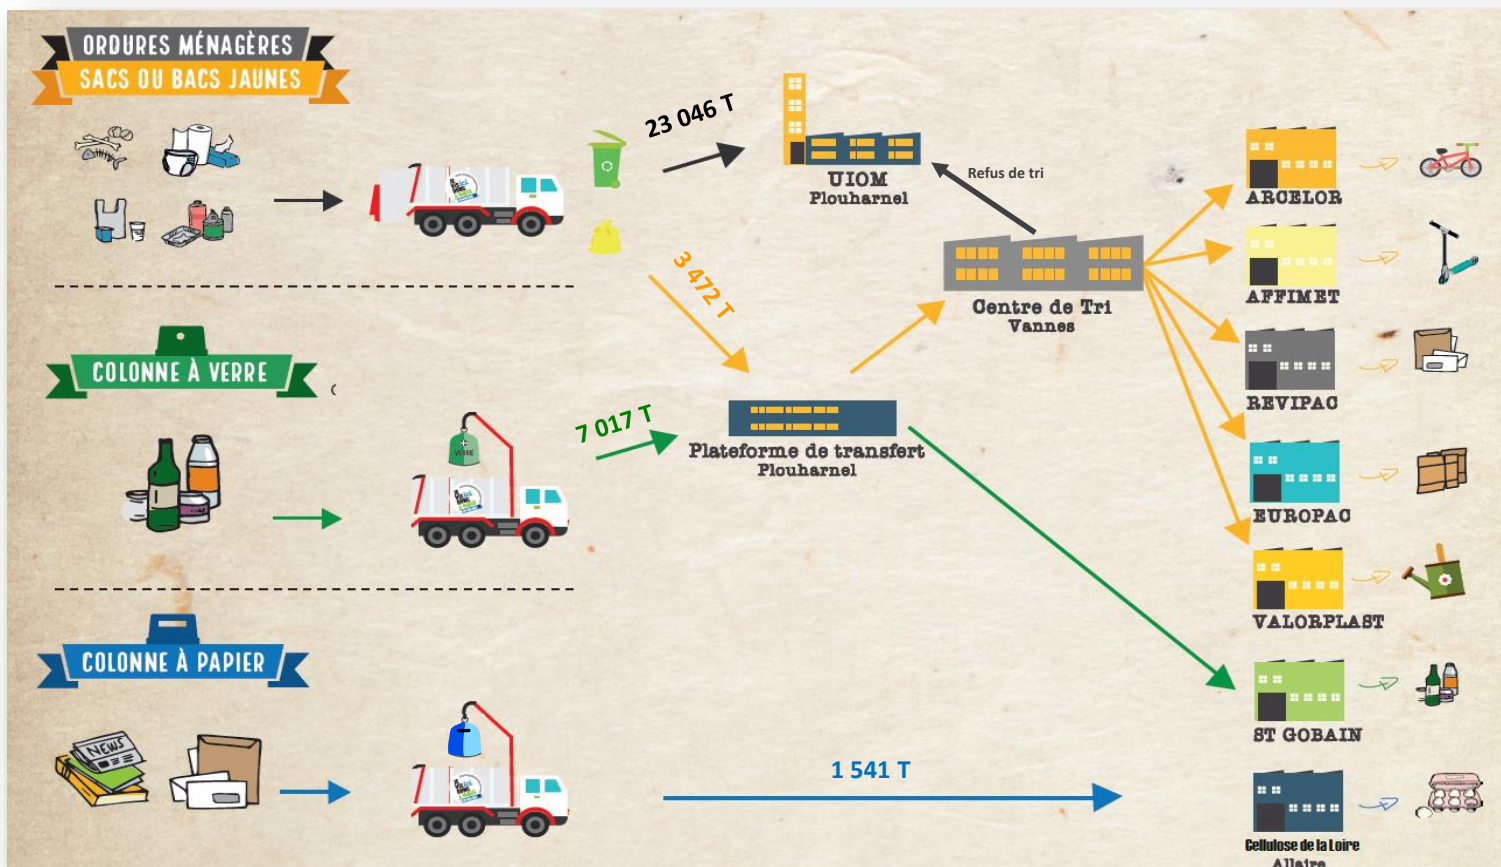 ORDURES MÉNAGÈRES
SACS OU BACS JAUNES
23 046 T
UIOM
Plouharnel
Refus de tri
3 472 T
Centre de Tri
Vannes
ARCELOR
AFFIMET
REVIPAC
EUROPAC
VALORPLAST
ST GOBAIN
Cellulose de la Loire
Allaire
COLONNE À VERRE
VERRE
7 017 T
Plateforme de transfert
Plouharnel
COLONNE À PAPIER
NEWS
1 541 T